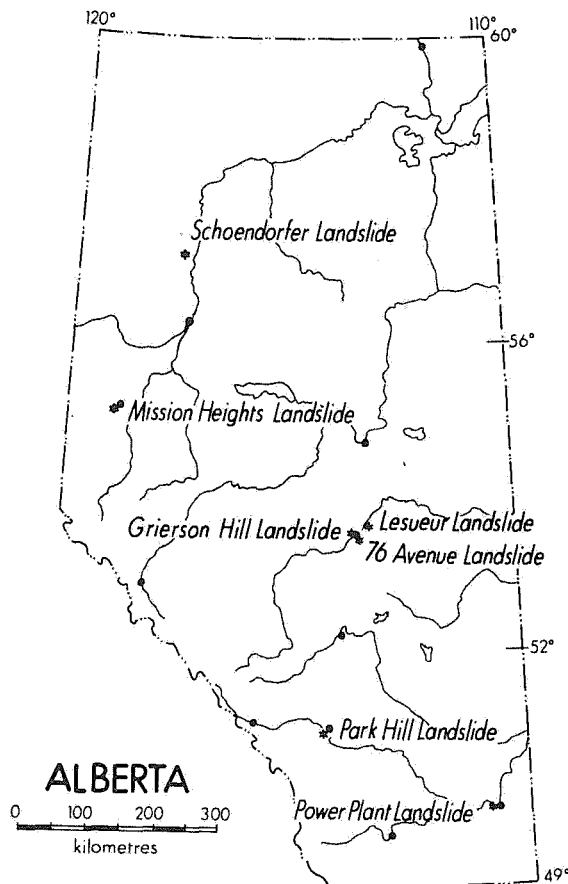 120°
110°
60°
Schoendorfer Landslide
56°
Mission Heights Landslide
Grierson Hill Landslide
Lesueur Landslide
76 Avenue Landslide
52°
Park Hill Landslide
ALBERTA
0 100 200 300
kilometres
Power Plant Landslide
49°